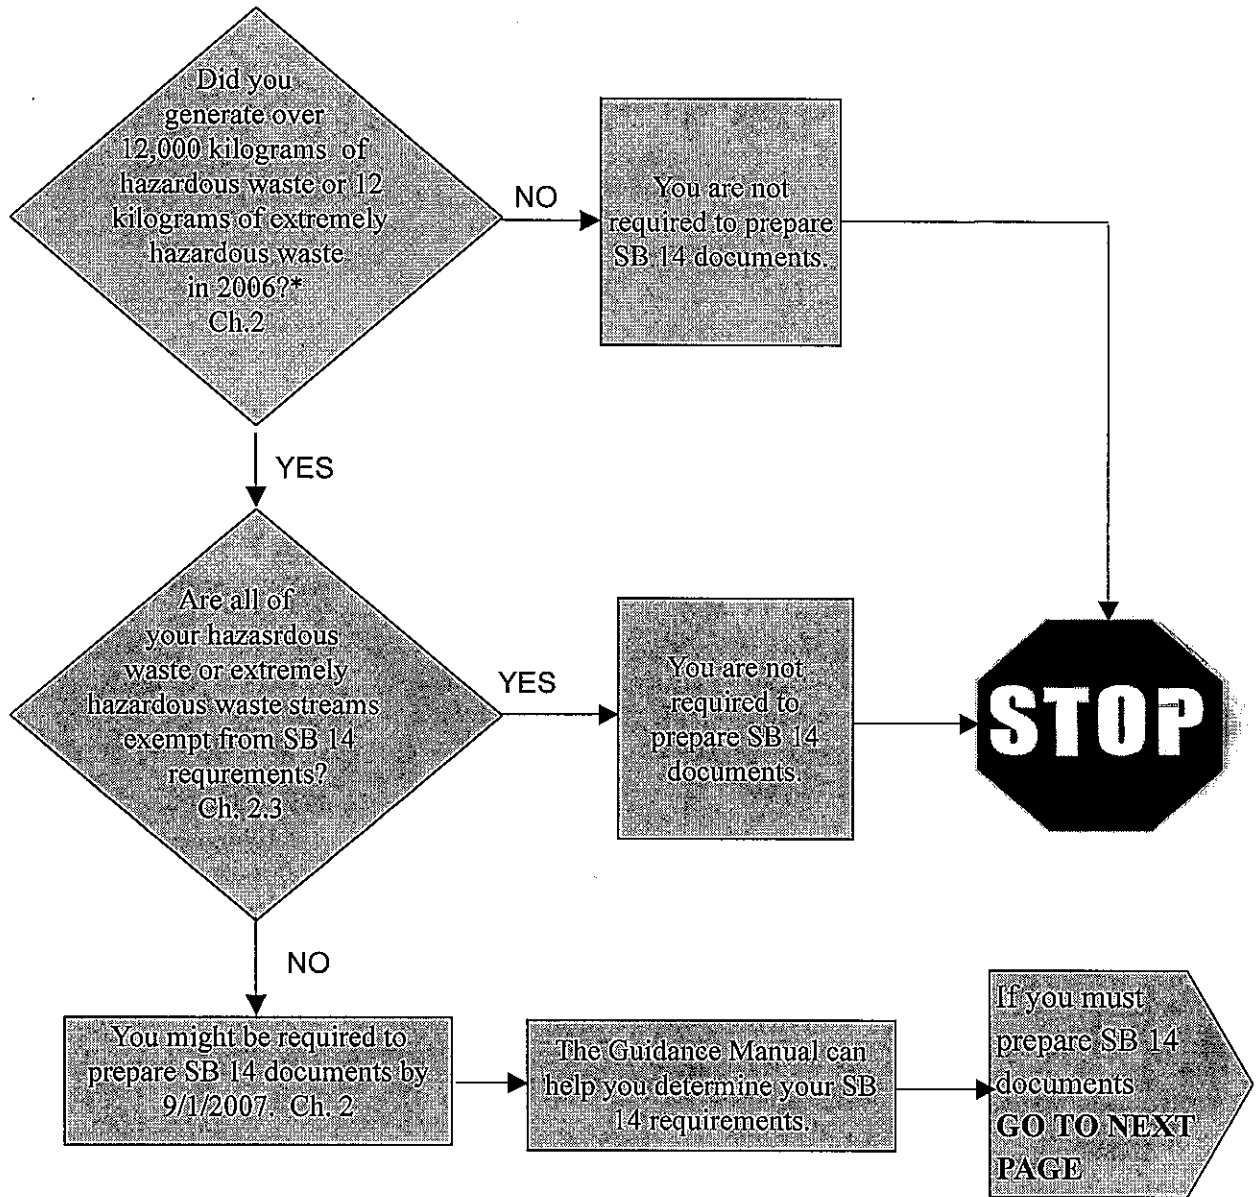 Did you
generate over
12,000 kilograms of
hazardous waste or 12
kilograms of extremely
hazardous waste
in 2006?*
Ch.2
NO
You are not
required to prepare
SB 14 documents.
YES
Are all of
your hazasrdous
waste or extremely
hazardous waste streams
exempt from SB 14
requrements?
Ch. 2.3
YES
You are not
required to
prepare SB 14
documents.
STOP
NO
You might be required to
prepare SB 14 documents by
9/1/2007. Ch. 2
The Guidance Manual can
help you determine your SB
14 requirements.
If you must
prepare SB 14
documents
GO TO NEXT
PAGE